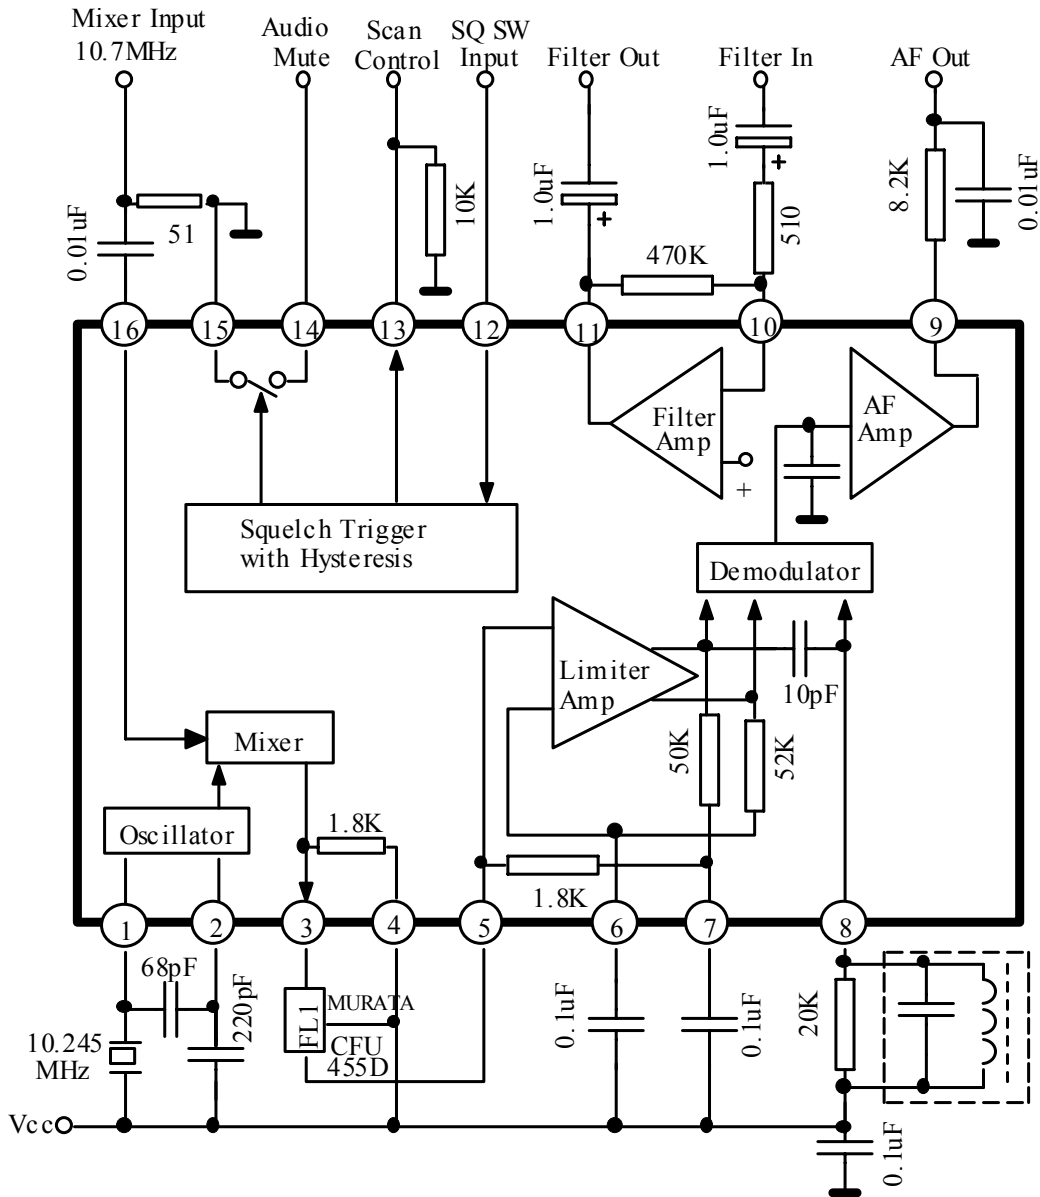 Mixer Input
10.7MHz
Audio
Mute
Scan
Control
SQ SW
Input
Filter Out
Filter In
AF Out
0.01uF
51
10K
1.0uF
+
470K
1.0uF
+
510
8.2K
0.01uF
16
15
14
13
12
11
10
9
Filter
Amp
+
AF
Amp
Squelch Trigger
with Hysteresis
Demodulator
Limiter
Amp
10pF
50K
52K
Mixer
Oscillator
1.8K
1.8K
1
2
3
4
5
6
7
8
68pF
220pF
10.245
MHz
FL1
MURATA
CFU
455D
0.1uF
0.1uF
20K
Vcc
0.1uF